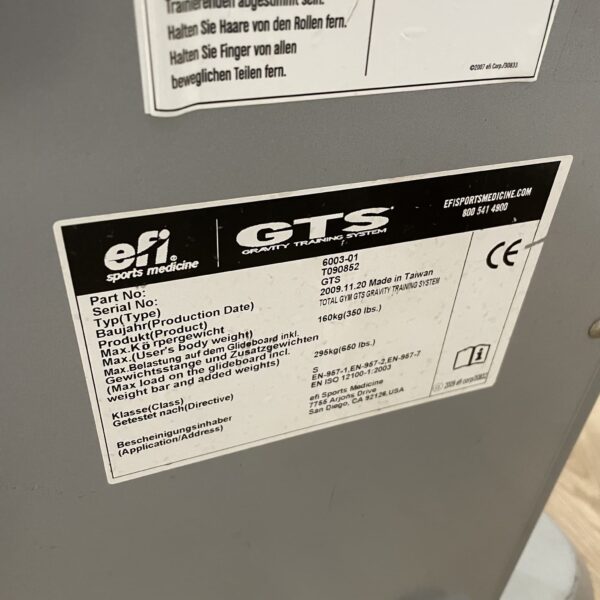 Trainierenden abgestimmt sein.
Halten Sie Haare von den Rollen fern.
Halten Sie Finger von allen
beweglichen Teilen fern.
©2007 efi Corp./30833
efi®
sports medicine
GTS®
GRAVITY TRAINING SYSTEM
EFISPORTSMEDICINE.COM
800 541 4900
Part No: 6003-01
Serial No: T090852
Typ(Type) GTS
Baujahr(Production Date) 2009.11.20 Made in Taiwan
Produkt(Product) TOTAL GYM GTS GRAVITY TRAINING SYSTEM
Max.Körpergewicht
Max.(User's body weight) 160kg(350 lbs.)
Max.Belastung auf dem Glideboard inkl.
Gewichtsstange und Zusatzgewichten
(Max load on the glideboard incl. 295kg(650 lbs.)
weight bar and added weights)
Klasse(Class) S
Getestet nach(Directive) EN-957-1,EN-957-2,EN-957-7
EN ISO 12100-1:2003
Bescheinigungsinhaber efi Sports Medicine
(Application/Address) 7755 Arjons Drive
San Diego, CA 92126,USA
CE
i